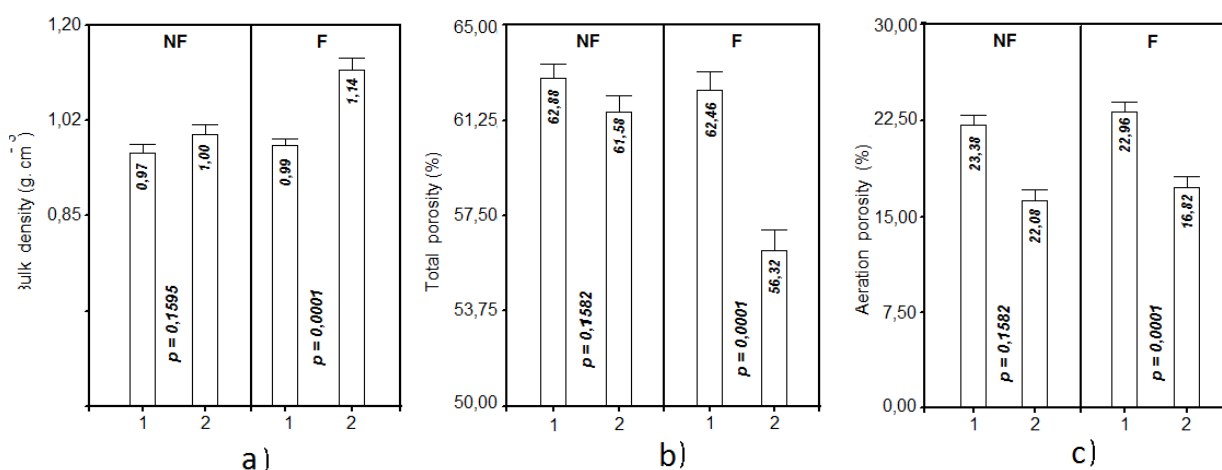 1,20
1,02
0,85
Bulk density (g. cm⁻³)
NF
F
0,97
1,00
0,99
1,14
p = 0,1595
p = 0,0001
1
2
1
2
a)
65,00
61,25
57,50
53,75
50,00
Total porosity (%)
NF
F
62,88
61,58
62,46
56,32
p = 0,1582
p = 0,0001
1
2
1
2
b)
30,00
22,50
15,00
7,50
0,00
Aeration porosity (%)
NF
F
23,38
22,08
22,96
16,82
p = 0,1582
p = 0,0001
1
2
1
2
c)